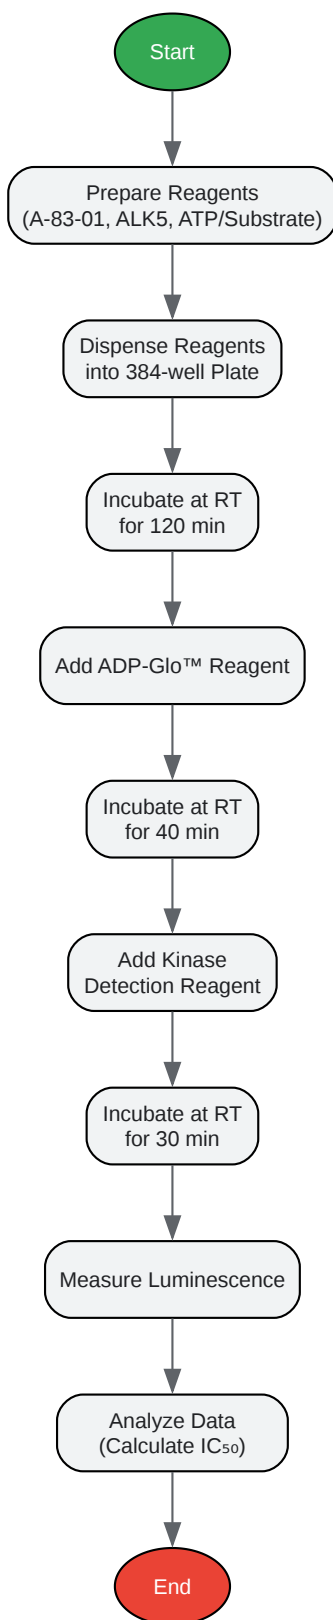 Start
Prepare Reagents
(A-83-01, ALK5, ATP/Substrate)
Dispense Reagents
into 384-well Plate
Incubate at RT
for 120 min
Add ADP-Glo™ Reagent
Incubate at RT
for 40 min
Add Kinase
Detection Reagent
Incubate at RT
for 30 min
Measure Luminescence
Analyze Data
(Calculate IC₅₀)
End